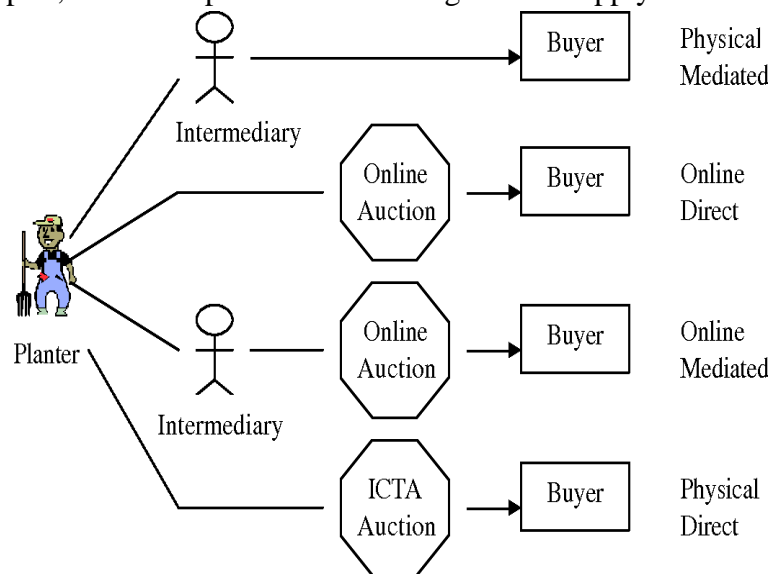 Buyer
Physical
Mediated
Intermediary
Online
Auction
Buyer
Online
Direct
Planter
Online
Auction
Buyer
Online
Mediated
Intermediary
ICTA
Auction
Buyer
Physical
Direct